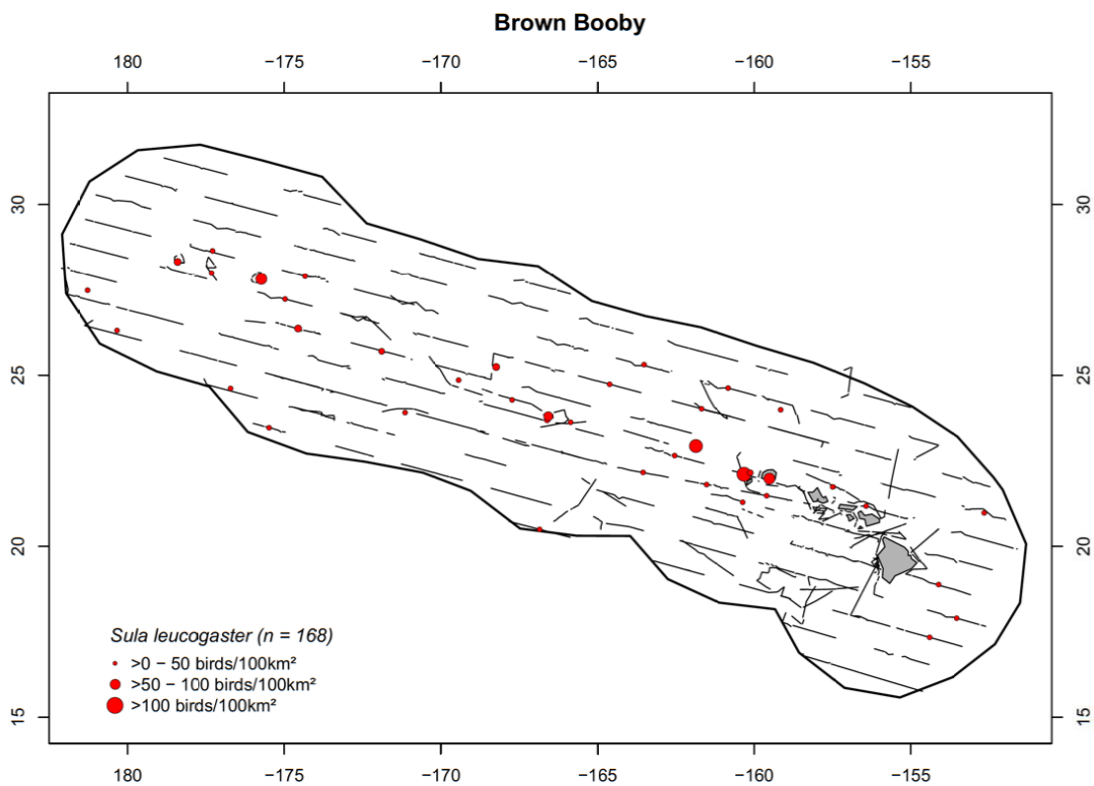 Brown Booby
180 −175 −170 −165 −160 −155
30 30
25 25
20 20
15 15
Sula leucogaster (n = 168)
>0 − 50 birds/100km²
>50 − 100 birds/100km²
>100 birds/100km²
180 −175 −170 −165 −160 −155